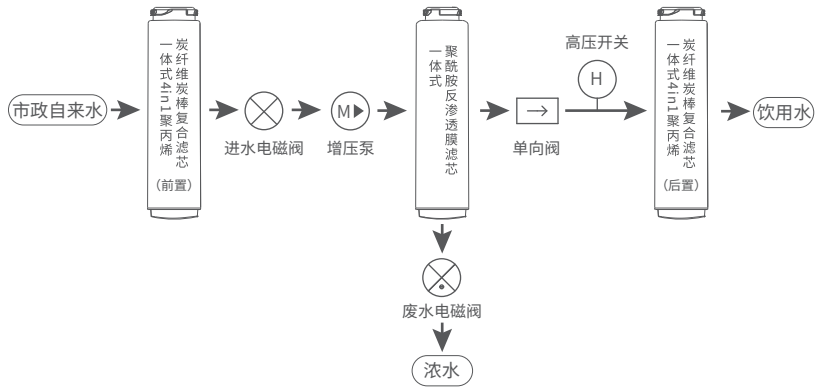 市政自来水
一体式4in1聚丙烯
炭纤维炭棒复合滤芯
（前置）
进水电磁阀
M
增压泵
一体式
聚酰胺反渗透膜滤芯
单向阀
高压开关
H
一体式4in1聚丙烯
炭纤维炭棒复合滤芯
（后置）
饮用水
废水电磁阀
浓水